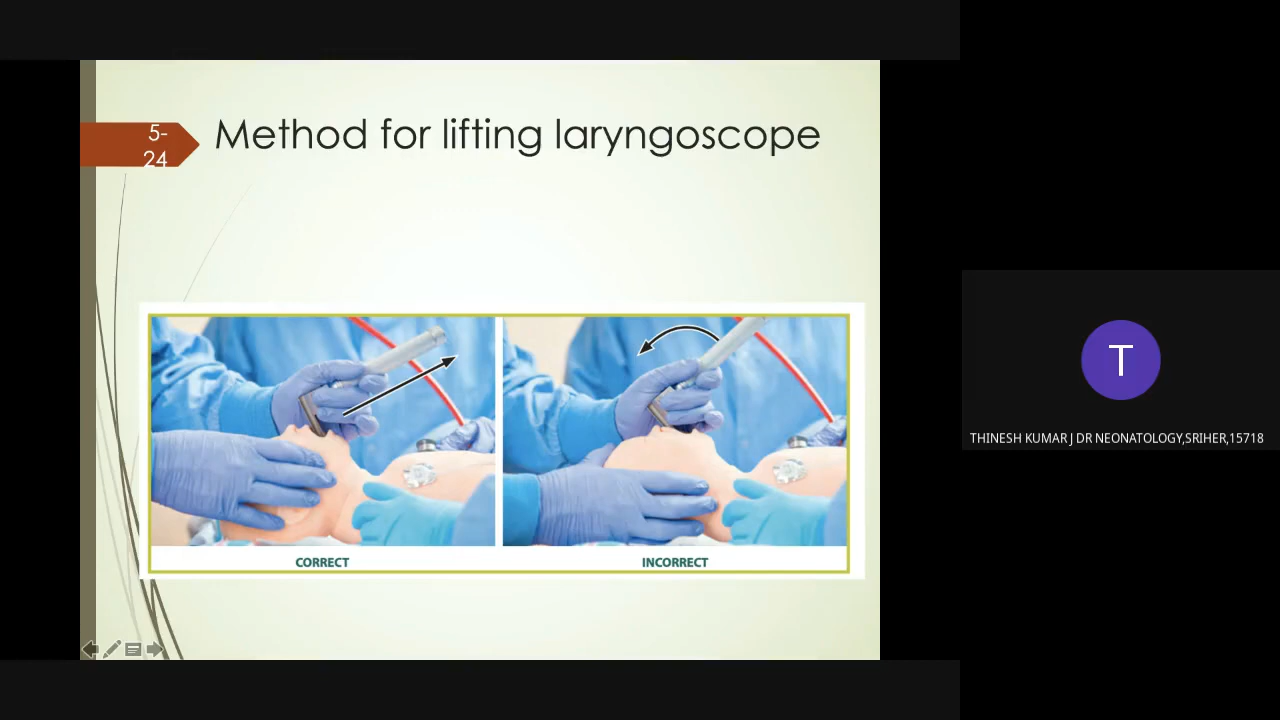 5-
24
Method for lifting laryngoscope
CORRECT
INCORRECT
T
THINESH KUMAR J DR NEONATOLOGY,SRIHER,15718